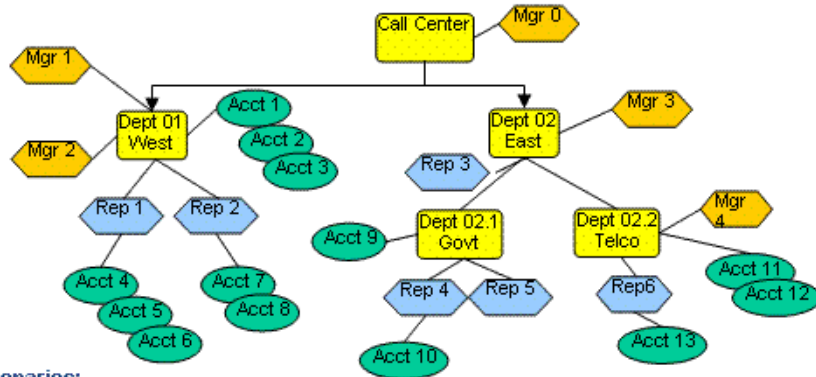 Call Center
Mgr 0
Mgr 1
Mgr 2
Dept 01
West
Acct 1
Acct 2
Acct 3
Dept 02
East
Mgr 3
Rep 3
Rep 1
Rep 2
Acct 9
Dept 02.1
Govt
Dept 02.2
Telco
Mgr
4
Acct 4
Acct 5
Acct 6
Acct 7
Acct 8
Rep 4
Rep 5
Rep6
Acct 11
Acct 12
Acct 10
Acct 13